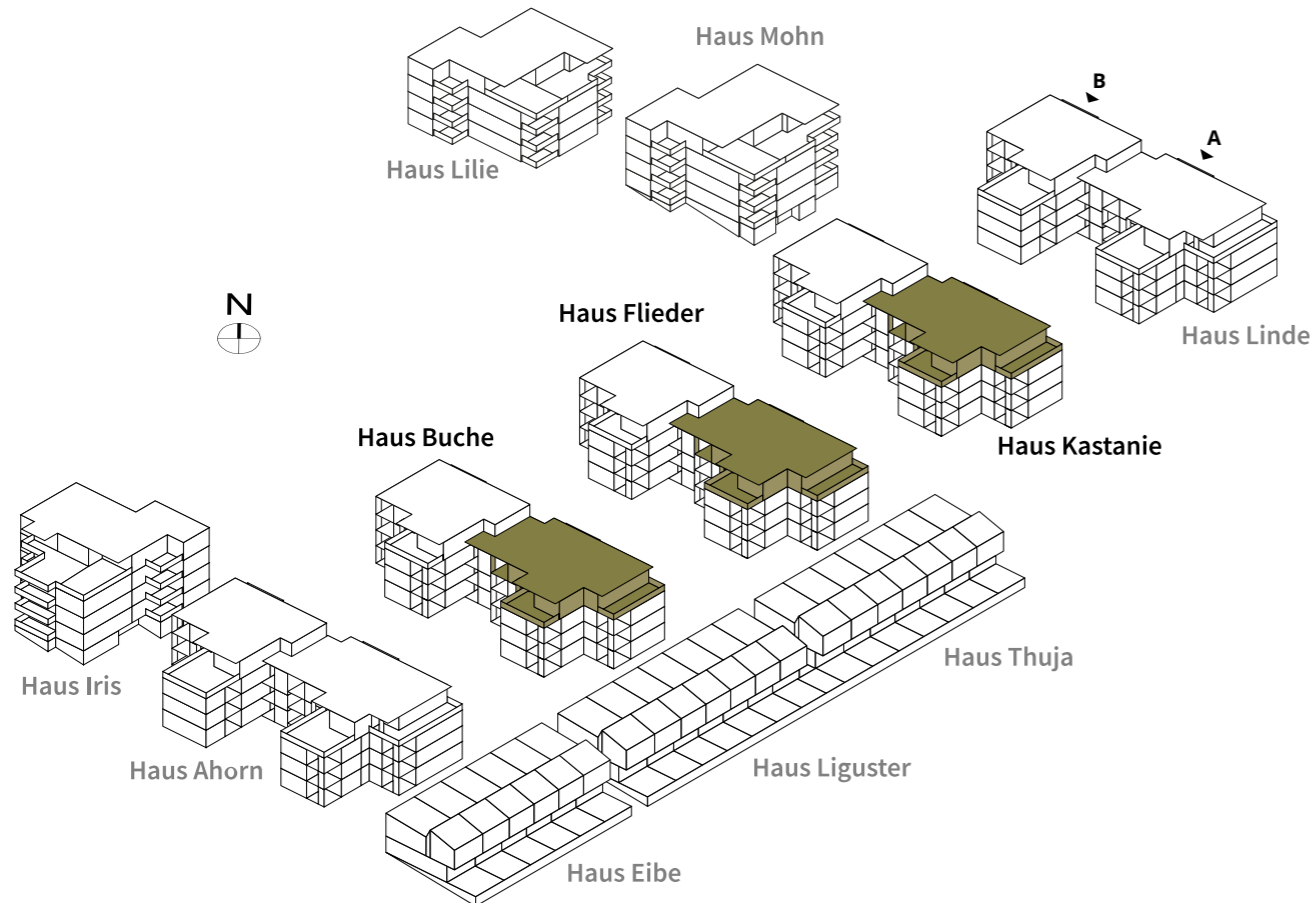 Haus Mohn
B
A
Haus Lilie
N
Haus Flieder
Haus Linde
Haus Buche
Haus Kastanie
Haus Iris
Haus Thuja
Haus Ahorn
Haus Liguster
Haus Eibe